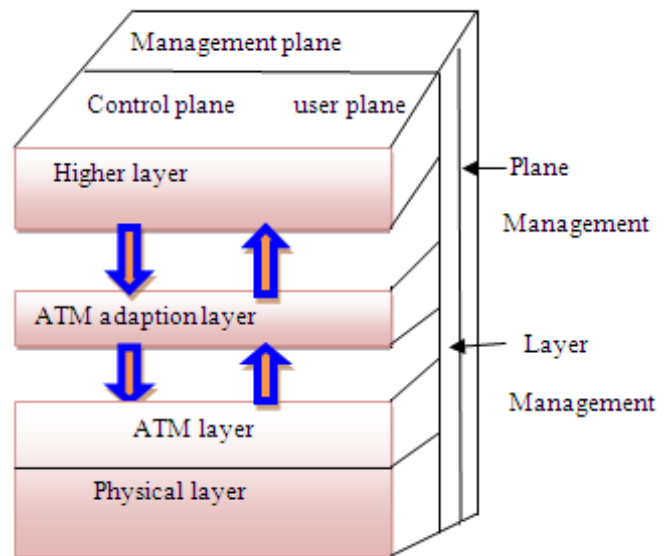 Management plane
Control plane user plane
Higher layer
Plane
Management
ATM adaption layer
Layer
Management
ATM layer
Physical layer